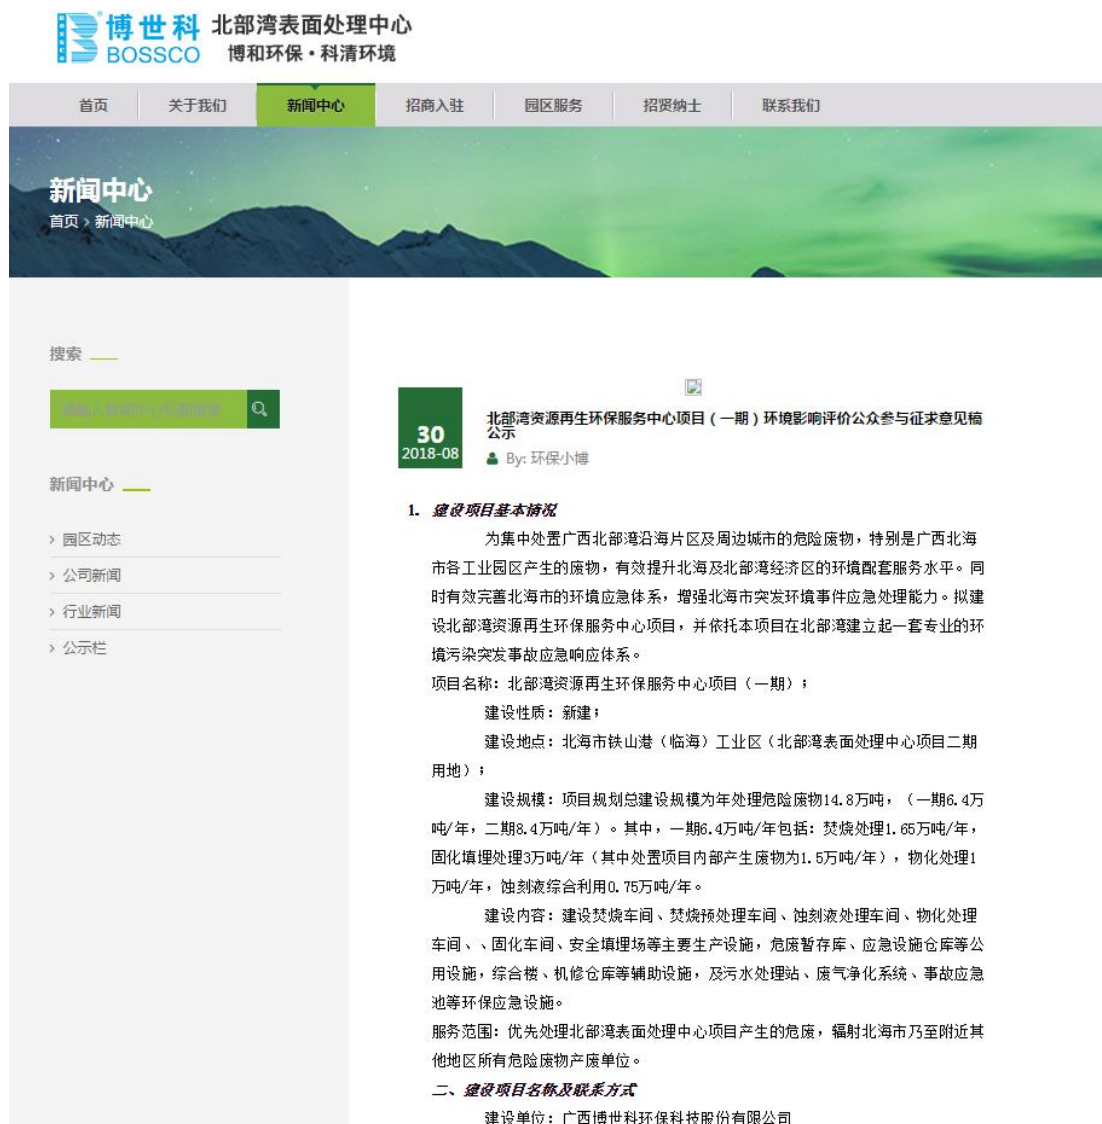 博世科 北部湾表面处理中心
BOSSCO 博和环保·科清环境
Bossco
首页 关于我们 新闻中心 招商入驻 园区服务 招贤纳士 联系我们
新闻中心
首页 > 新闻中心
搜索
新闻中心
> 园区动态
> 公司新闻
> 行业新闻
> 公示栏
30
2018-08
北部湾资源再生环保服务中心项目（一期）环境影响评价公众参与征求意见稿
公示
By: 环保小博
1. 建设项目基本情况
为集中处置广西北部湾沿海片区及周边城市的危险废物，特别是广西北海
市各工业园区产生的废物，有效提升北海及北部湾经济区的环境配套服务水平。同
时有效完善北海市的环境应急体系，增强北海市突发环境事件应急处理能力。拟建
设北部湾资源再生环保服务中心项目，并依托本项目在北部湾建立起一套专业的环
境污染突发事故应急响应体系。
项目名称：北部湾资源再生环保服务中心项目（一期）；
建设性质：新建；
建设地点：北海市铁山港（临海）工业区（北部湾表面处理中心项目二期
用地）；
建设规模：项目规划总建设规模为年处理危险废物14.8万吨，（一期6.4万
吨/年，二期8.4万吨/年）。其中，一期6.4万吨/年包括：焚烧处理1.65万吨/年，
固化填埋处理3万吨/年（其中处置项目内部产生废物为1.5万吨/年），物化处理1
万吨/年，蚀刻液综合利用0.75万吨/年。
建设内容：建设焚烧车间、焚烧预处理车间、蚀刻液处理车间、物化处理
车间、、固化车间、安全填埋场等主要生产设施，危废暂存库、应急设施仓库等公
用设施，综合楼、机修仓库等辅助设施，及污水处理站、废气净化系统、事故应急
池等环保应急设施。
服务范围：优先处理北部湾表面处理中心项目产生的危废，辐射北海市乃至附近其
他地区所有危险废物产废单位。
二、建设项目名称及联系方式
建设单位：广西博世科环保科技股份有限公司